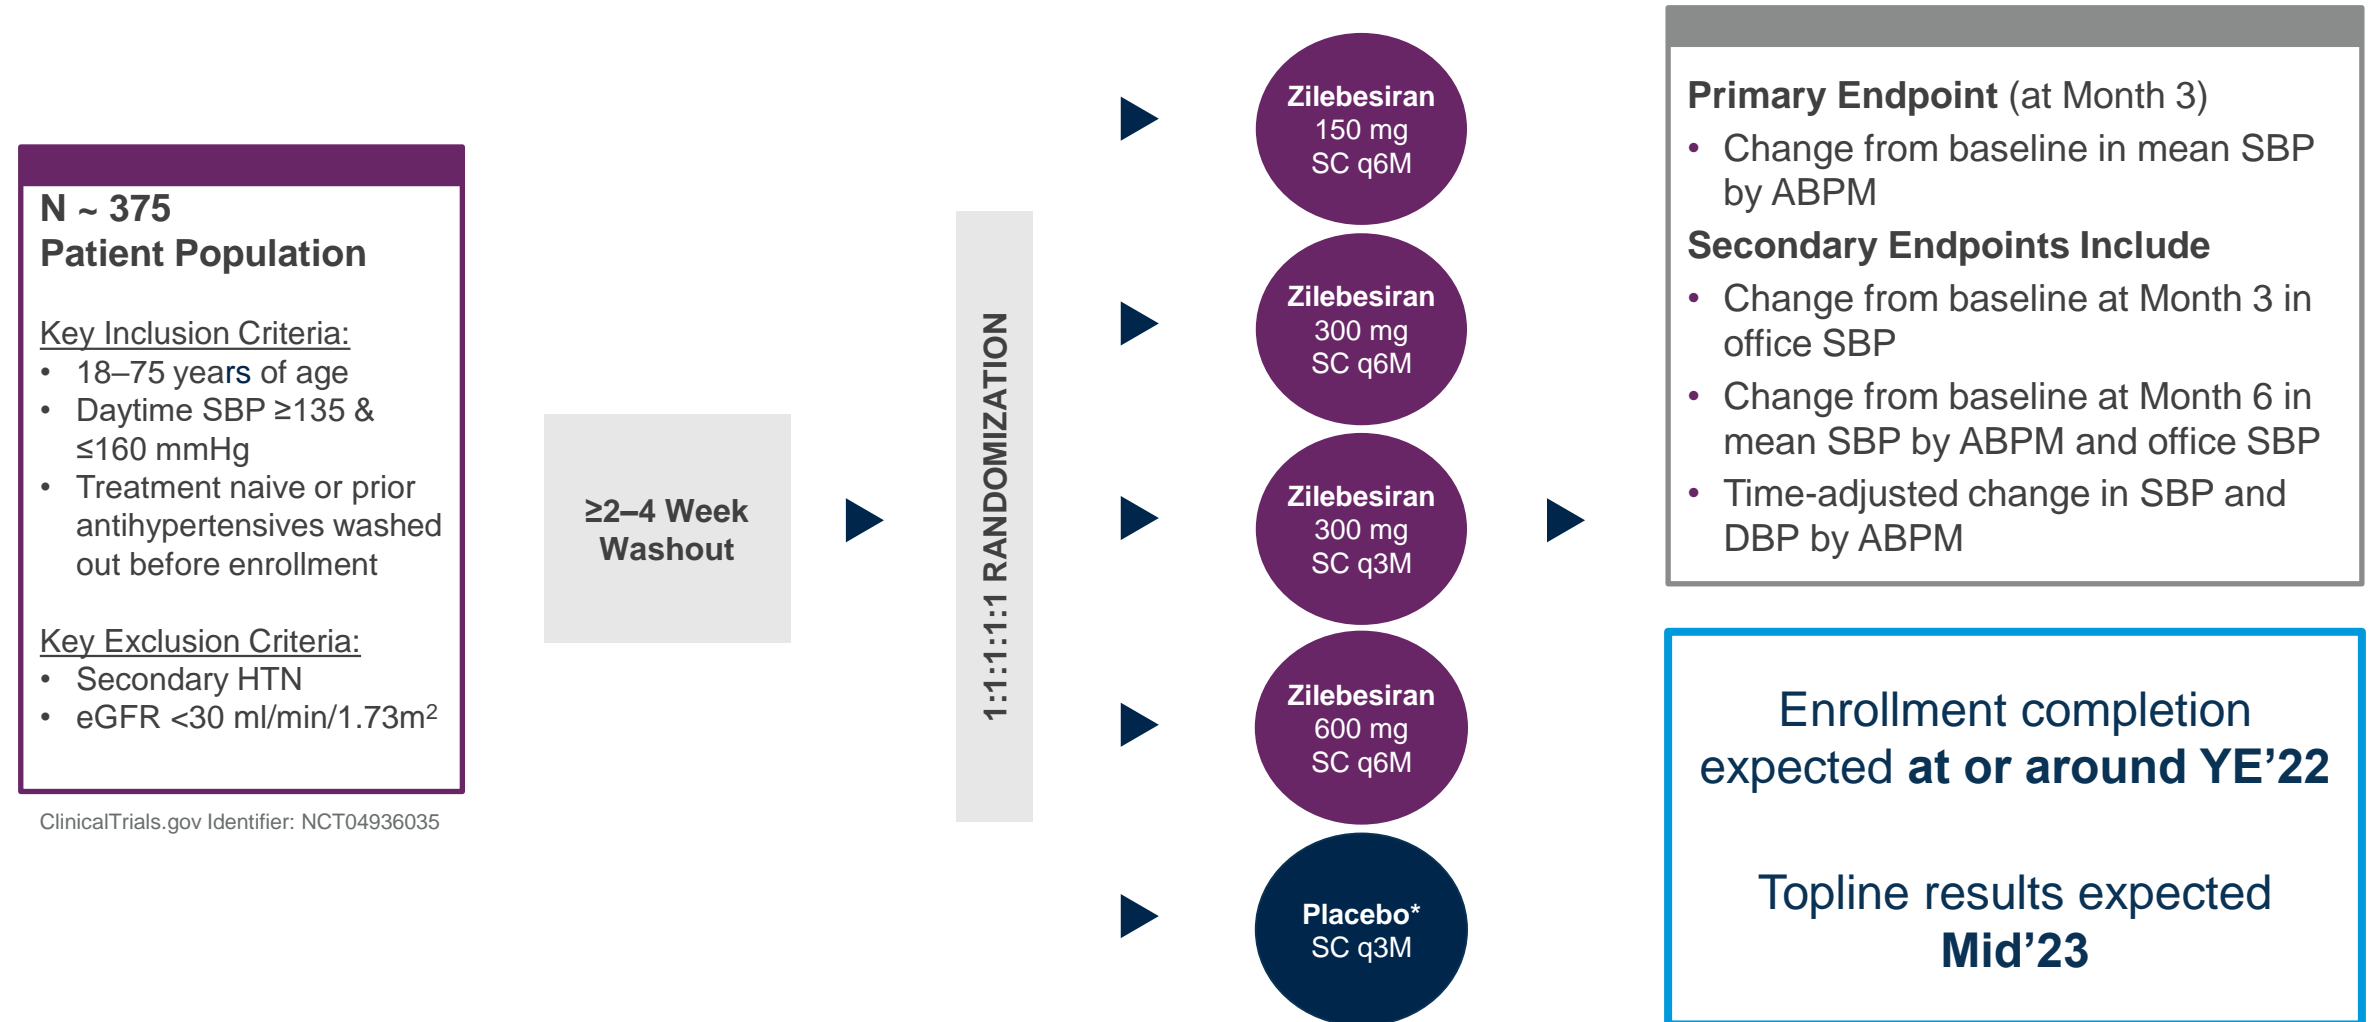 N ~ 375
Patient Population
Key Inclusion Criteria:
• 18–75 years of age
• Daytime SBP ≥135 &
≤160 mmHg
• Treatment naive or prior
antihypertensives washed
out before enrollment
Key Exclusion Criteria:
• Secondary HTN
• eGFR <30 ml/min/1.73m²
ClinicalTrials.gov Identifier: NCT04936035
≥2–4 Week
Washout
1:1:1:1:1 RANDOMIZATION
Zilebesiran
150 mg
SC q6M
Zilebesiran
300 mg
SC q6M
Zilebesiran
300 mg
SC q3M
Zilebesiran
600 mg
SC q6M
Placebo*
SC q3M
Primary Endpoint (at Month 3)
• Change from baseline in mean SBP
by ABPM
Secondary Endpoints Include
• Change from baseline at Month 3 in
office SBP
• Change from baseline at Month 6 in
mean SBP by ABPM and office SBP
• Time-adjusted change in SBP and
DBP by ABPM
Enrollment completion
expected at or around YE’22
Topline results expected
Mid’23